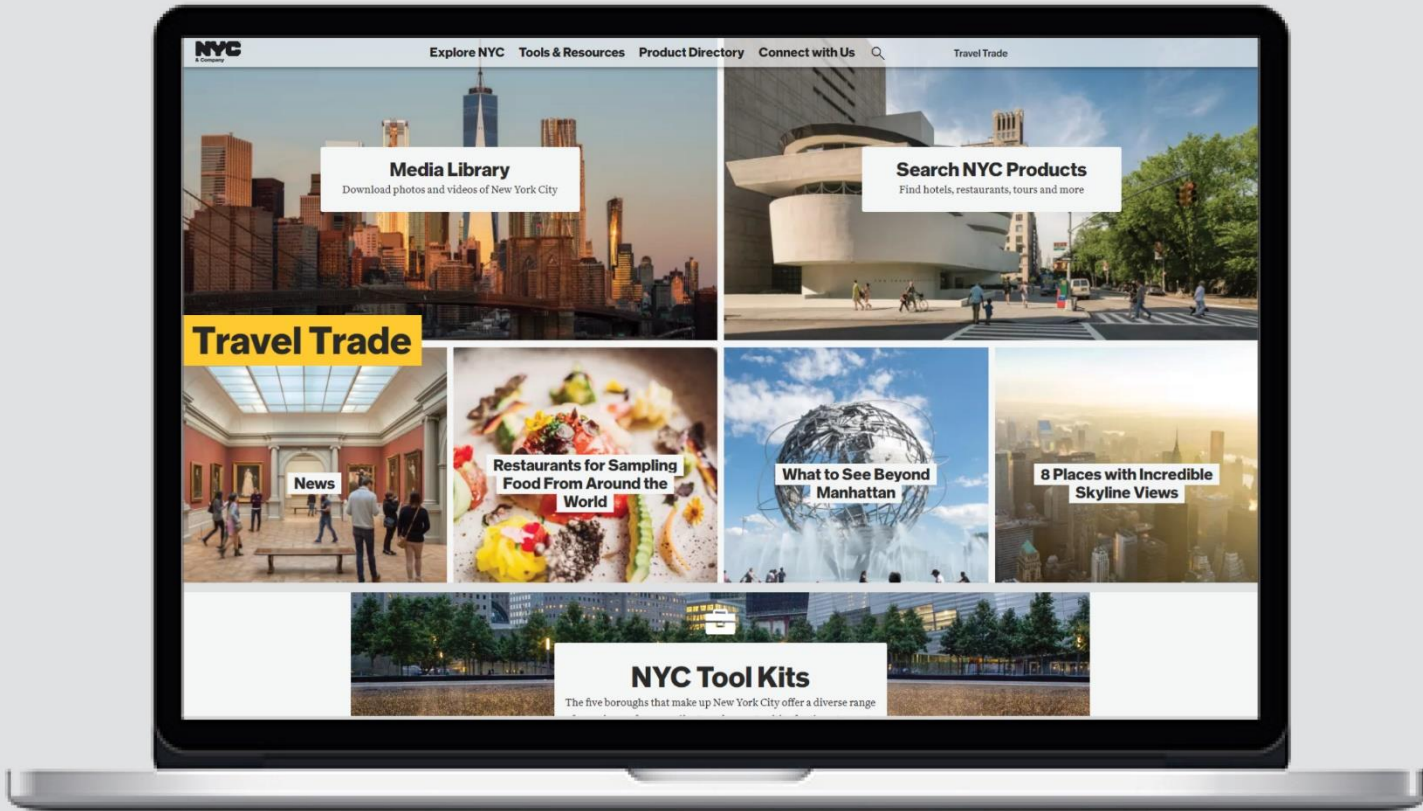 NYC
& Company
Explore NYC Tools & Resources Product Directory Connect with Us Travel Trade
Media Library
Download photos and videos of New York City
Search NYC Products
Find hotels, restaurants, tours and more
Travel Trade
News
Restaurants for Sampling
Food From Around the
World
What to See Beyond
Manhattan
8 Places with Incredible
Skyline Views
NYC Tool Kits
The five boroughs that make up New York City offer a diverse range